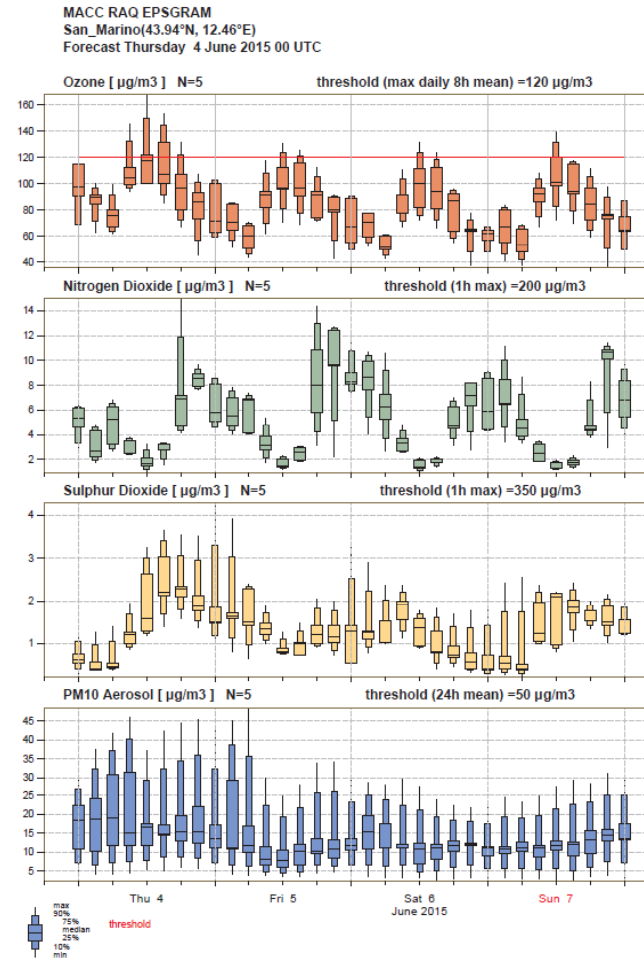 MACC RAQ EPSGRAM
San_Marino(43.94°N, 12.46°E)
Forecast Thursday 4 June 2015 00 UTC
Ozone [ µg/m3 ] N=5 threshold (max daily 8h mean) =120 µg/m3
160
140
120
100
80
60
40
Nitrogen Dioxide [ µg/m3 ] N=5 threshold (1h max) =200 µg/m3
14
12
10
8
6
4
2
Sulphur Dioxide [ µg/m3 ] N=5 threshold (1h max) =350 µg/m3
4
3
2
1
PM10 Aerosol [ µg/m3 ] N=5 threshold (24h mean) =50 µg/m3
45
40
35
30
25
20
15
10
5
Thu 4 Fri 5 Sat 6 Sun 7
June 2015
max
90%
75%
median
25%
10%
min
threshold